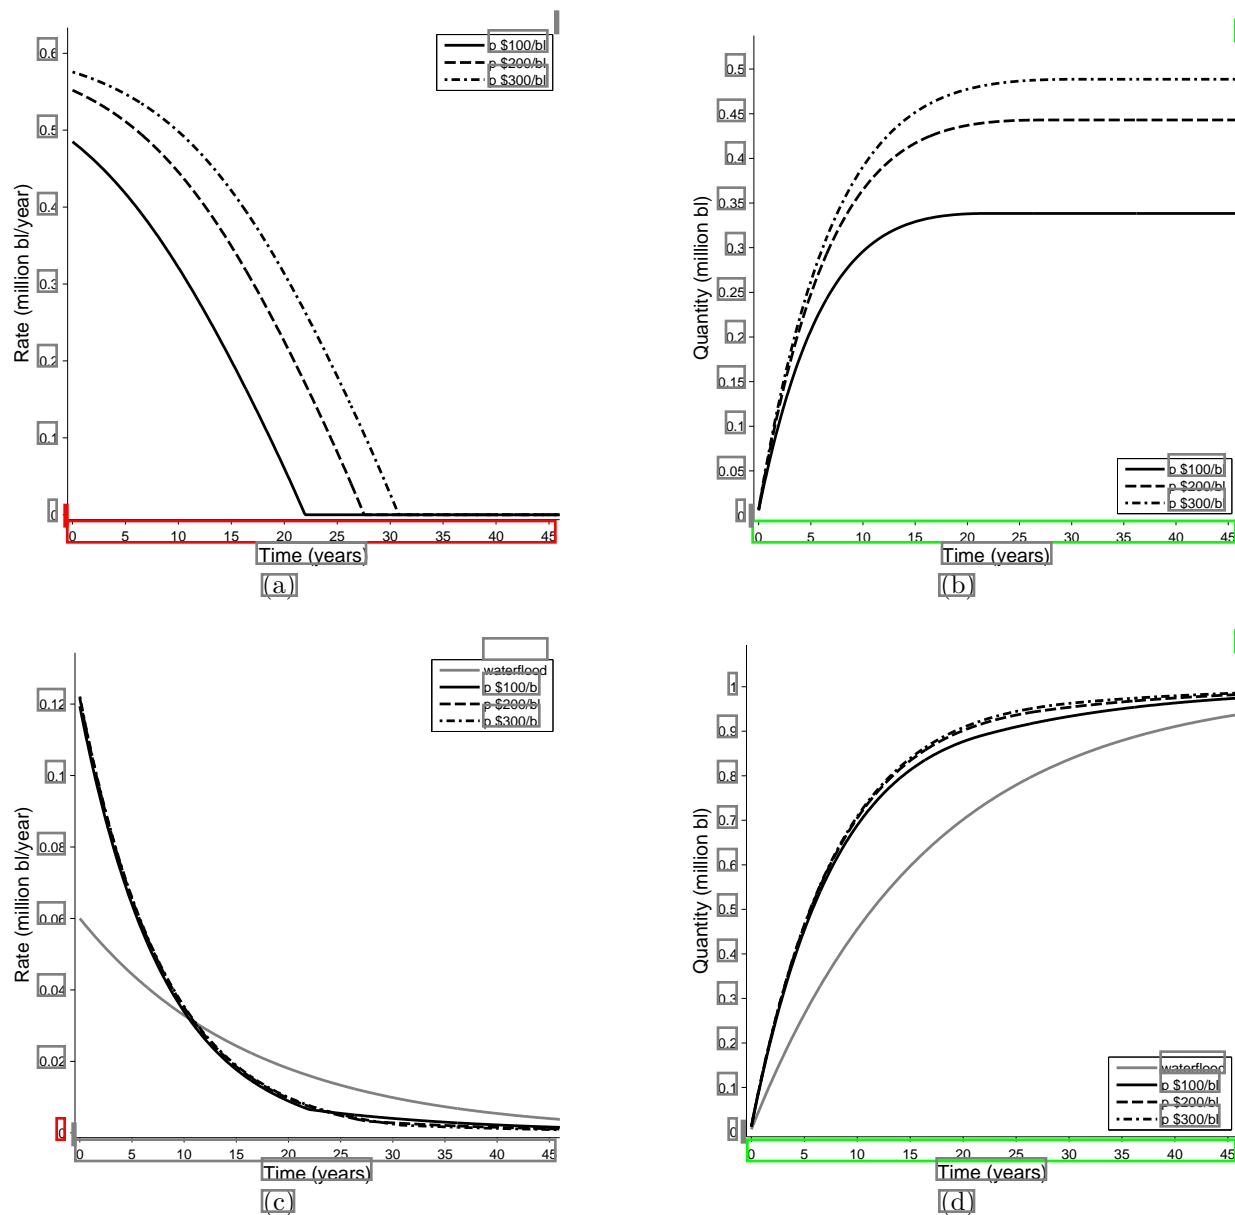 p $100/bl
p $200/bl
p $300/bl
Rate (million bl/year)
0.6
0.5
0.4
0.3
0.2
0.1
0
0 5 10 15 20 25 30 35 40 45
Time (years)
(a)
Quantity (million bl)
0.5
0.45
0.4
0.35
0.3
0.25
0.2
0.15
0.1
0.05
0
p $100/bl
p $200/bl
p $300/bl
0 5 10 15 20 25 30 35 40 45
Time (years)
(b)
waterflood
p $100/bl
p $200/bl
p $300/bl
Rate (million bl/year)
0.12
0.1
0.08
0.06
0.04
0.02
0
0 5 10 15 20 25 30 35 40 45
Time (years)
(c)
Quantity (million bl)
1
0.9
0.8
0.7
0.6
0.5
0.4
0.3
0.2
0.1
0
waterflood
p $100/bl
p $200/bl
p $300/bl
0 5 10 15 20 25 30 35 40 45
Time (years)
(d)